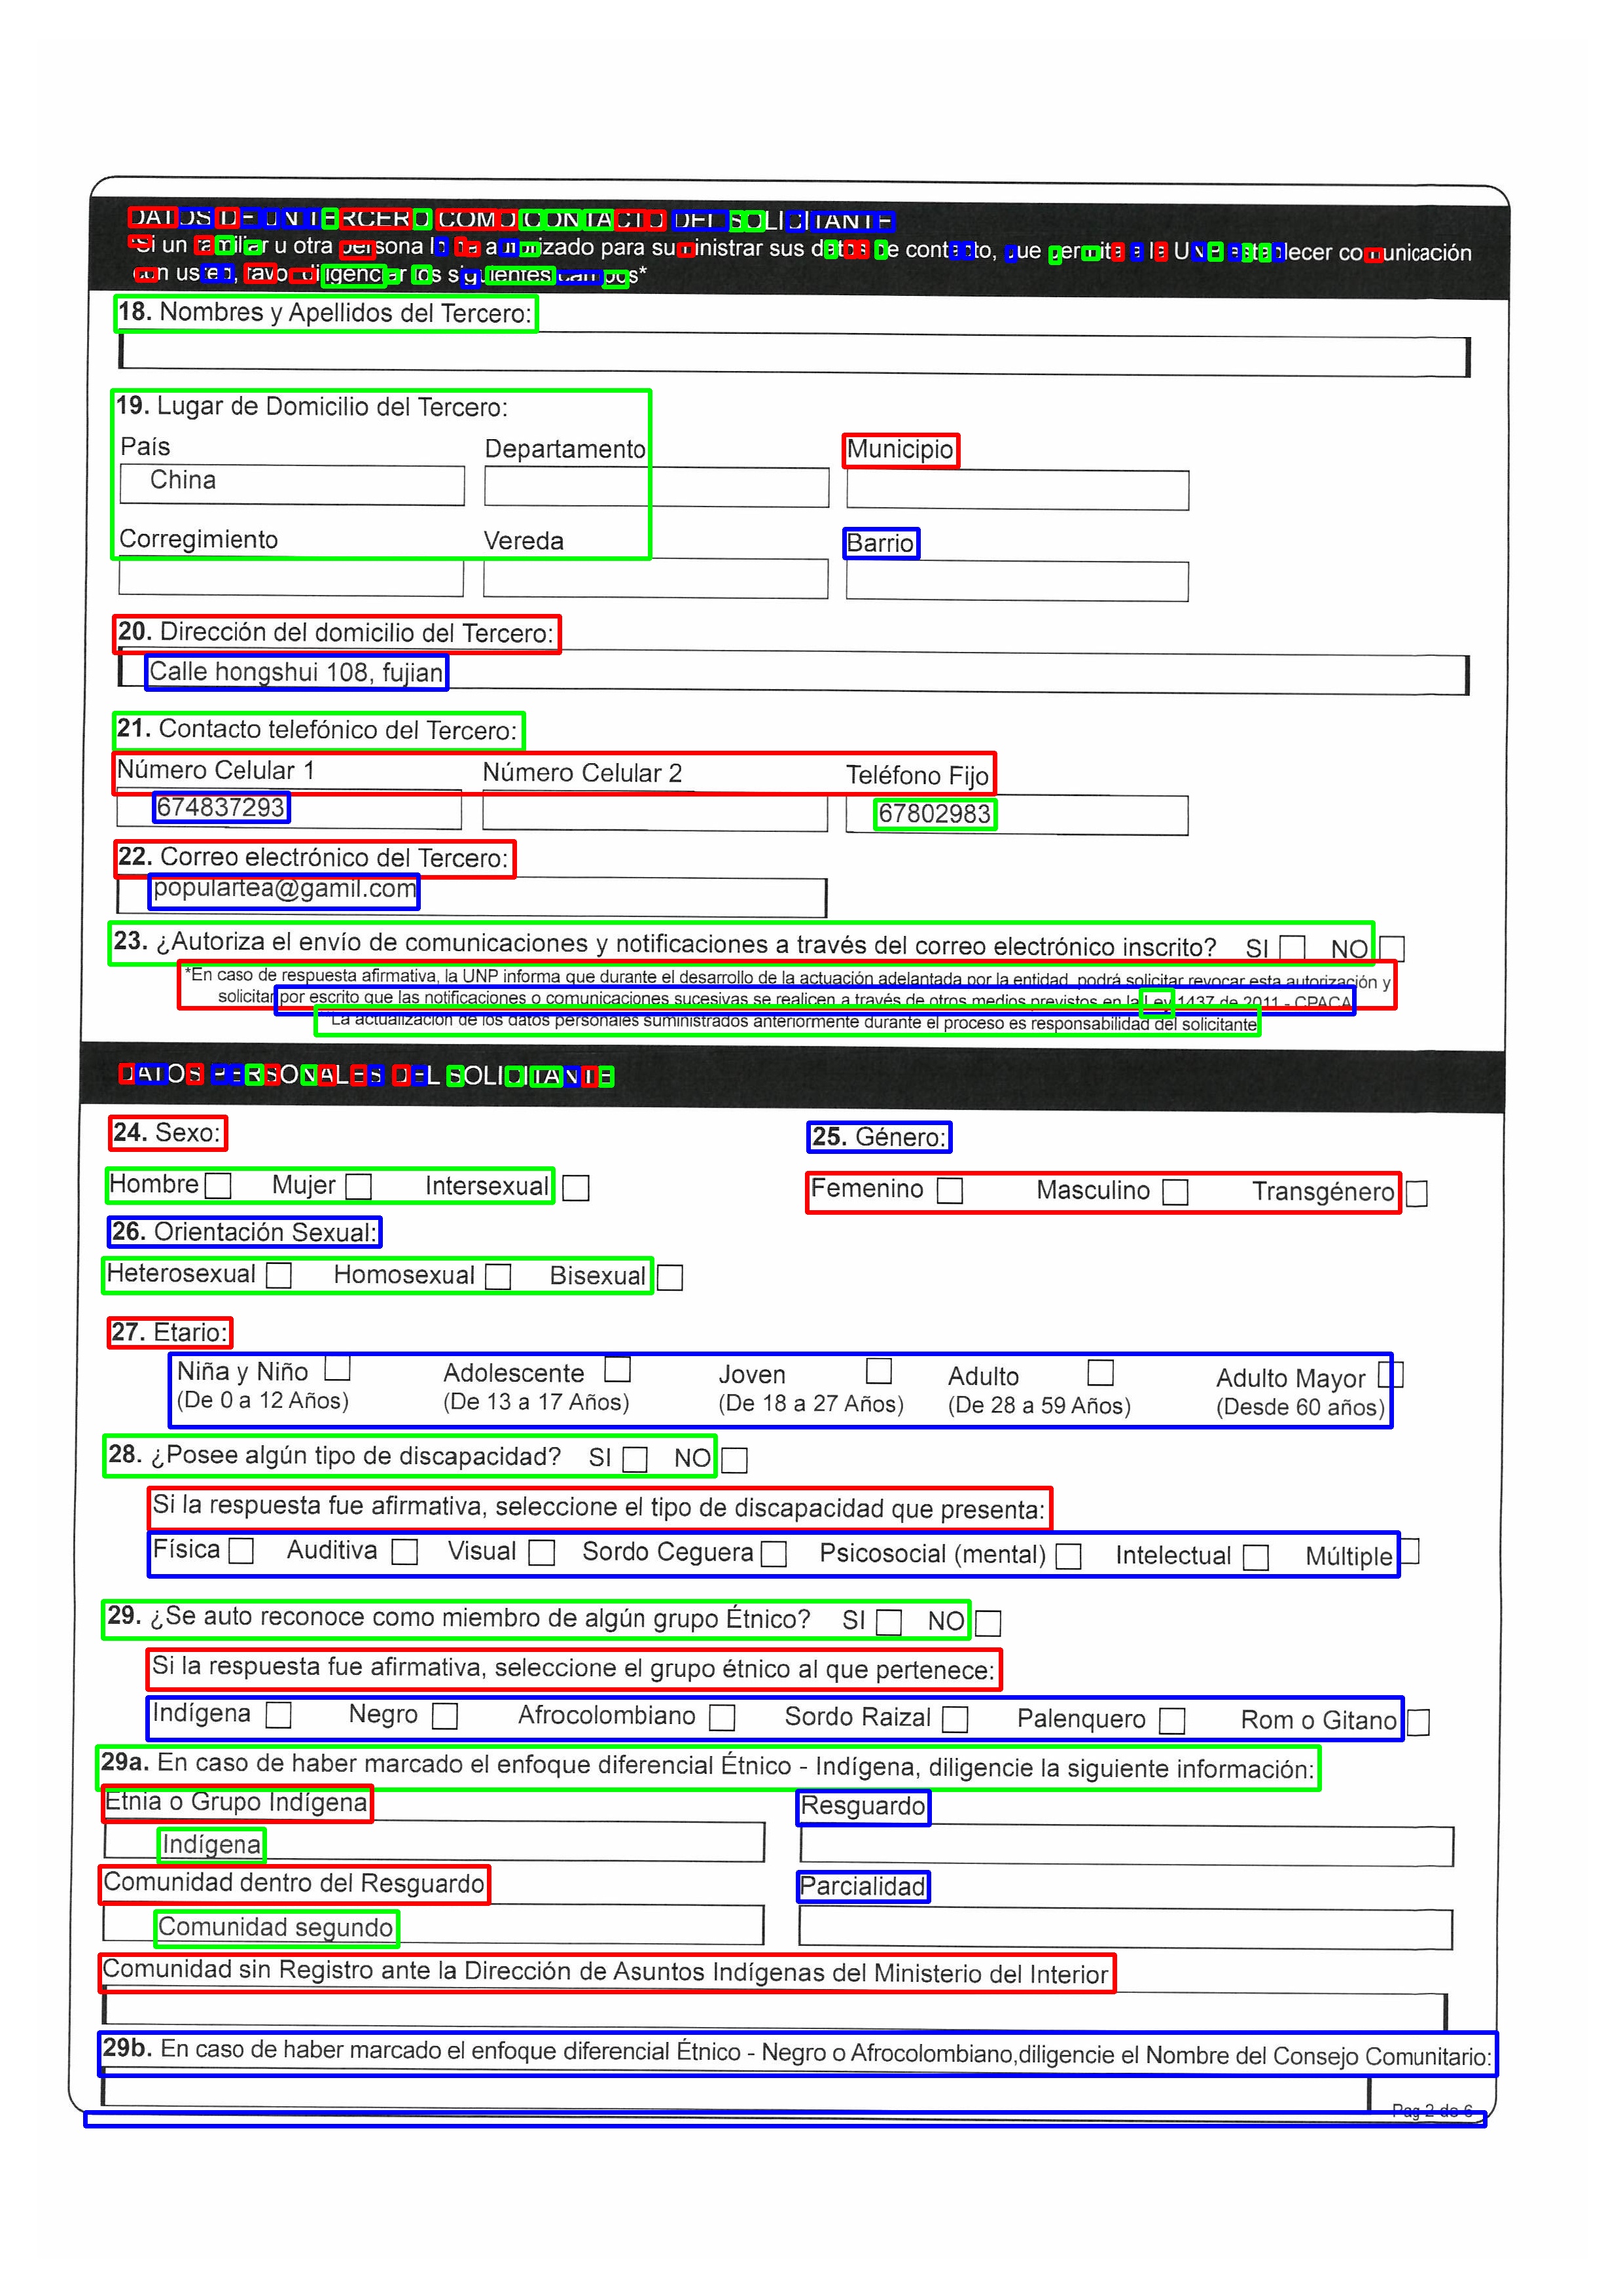 DATOS DE UN TERCERO COMO CONTACTO DEL SOLICITANTE
*Si un familiar u otra persona lo ha autorizado para suministrar sus datos de contacto, que permita a la UNP establecer comunicación
con usted, favor diligenciar los siguientes campos*
18. Nombres y Apellidos del Tercero:
19. Lugar de Domicilio del Tercero:
País Departamento Municipio
China
Corregimiento Vereda Barrio
20. Dirección del domicilio del Tercero:
Calle hongshui 108, fujian
21. Contacto telefónico del Tercero:
Número Celular 1 Número Celular 2 Teléfono Fijo
674837293 67802983
22. Correo electrónico del Tercero:
populartea@gamil.com
23. ¿Autoriza el envío de comunicaciones y notificaciones a través del correo electrónico inscrito? SI NO
*En caso de respuesta afirmativa, la UNP informa que durante el desarrollo de la actuación adelantada por la entidad, podrá solicitar revocar esta autorización y
solicitar por escrito que las notificaciones o comunicaciones sucesivas se realicen a través de otros medios previstos en la Ley 1437 de 2011 - CPACA
*La actualización de los datos personales suministrados anteriormente durante el proceso es responsabilidad del solicitante
DATOS PERSONALES DEL SOLICITANTE
24. Sexo: 25. Género:
Hombre Mujer Intersexual Femenino Masculino Transgénero
26. Orientación Sexual:
Heterosexual Homosexual Bisexual
27. Etario:
Niña y Niño Adolescente Joven Adulto Adulto Mayor
(De 0 a 12 Años) (De 13 a 17 Años) (De 18 a 27 Años) (De 28 a 59 Años) (Desde 60 años)
28. ¿Posee algún tipo de discapacidad? SI NO
Si la respuesta fue afirmativa, seleccione el tipo de discapacidad que presenta:
Física Auditiva Visual Sordo Ceguera Psicosocial (mental) Intelectual Múltiple
29. ¿Se auto reconoce como miembro de algún grupo Étnico? SI NO
Si la respuesta fue afirmativa, seleccione el grupo étnico al que pertenece:
Indígena Negro Afrocolombiano Sordo Raizal Palenquero Rom o Gitano
29a. En caso de haber marcado el enfoque diferencial Étnico - Indígena, diligencie la siguiente información:
Etnia o Grupo Indígena Resguardo
Indígena
Comunidad dentro del Resguardo Parcialidad
Comunidad segundo
Comunidad sin Registro ante la Dirección de Asuntos Indígenas del Ministerio del Interior
29b. En caso de haber marcado el enfoque diferencial Étnico - Negro o Afrocolombiano,diligencie el Nombre del Consejo Comunitario:
Pag 2 de 6